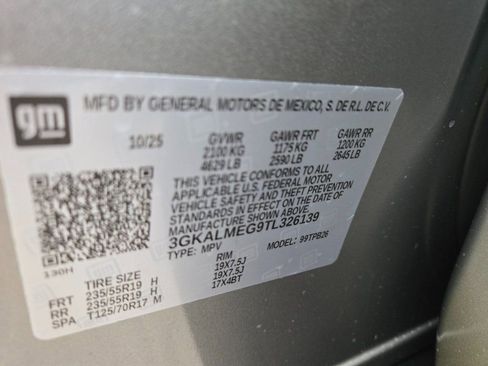 gm
MFD BY GENERAL MOTORS DE MEXICO, S. DE R.L. DE C.V.
10/25 GVWR GAWR FRT GAWR RR
2100 KG 1175 KG 1200 KG
4629 LB 2590 LB 2645 LB
THIS VEHICLE CONFORMS TO ALL
APPLICABLE U.S. FEDERAL MOTOR
VEHICLE SAFETY AND THEFT PREVENTION
STANDARDS IN EFFECT ON THE DATE OF
MANUFACTURE SHOWN ABOVE.
3GKALMEG9TL326139
130H TYPE: MPV MODEL: 99TPB26
TIRE SIZE RIM
FRT 235/55R19 H 19X7.5J
RR 235/55R19 H 19X7.5J
SPA T125/70R17 M 17X4BT